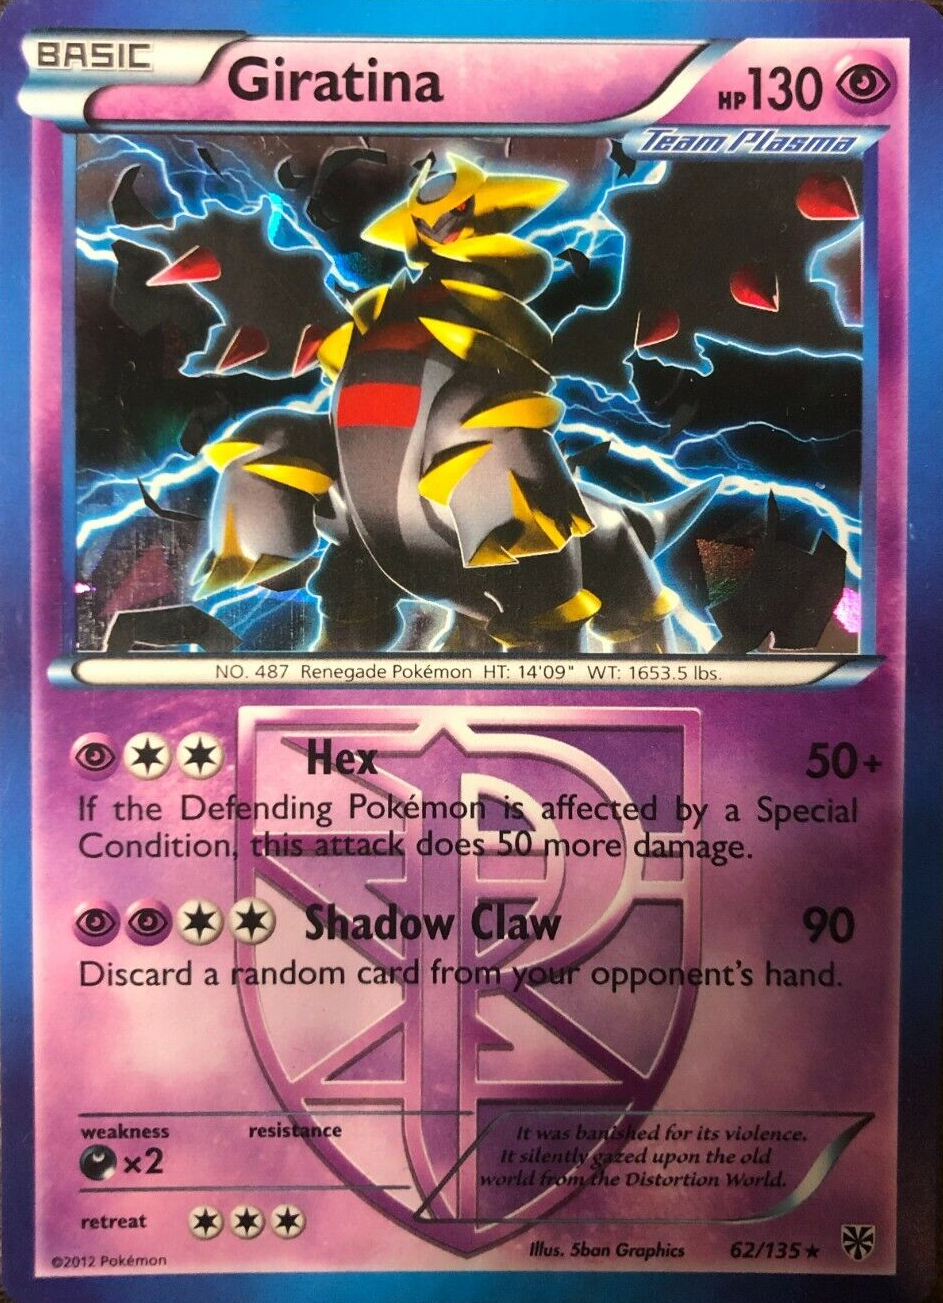 BASIC
Giratina
HP130
Team Plasma
NO. 487 Renegade Pokémon HT: 14'09" WT: 1653.5 lbs.
Hex 50+
If the Defending Pokémon is affected by a Special
Condition, this attack does 50 more damage.
Shadow Claw 90
Discard a random card from your opponent's hand.
weakness resistance
×2
It was banished for its violence.
It silently gazed upon the old
world from the Distortion World.
retreat
Illus. 5ban Graphics 62/135★
©2012 Pokémon